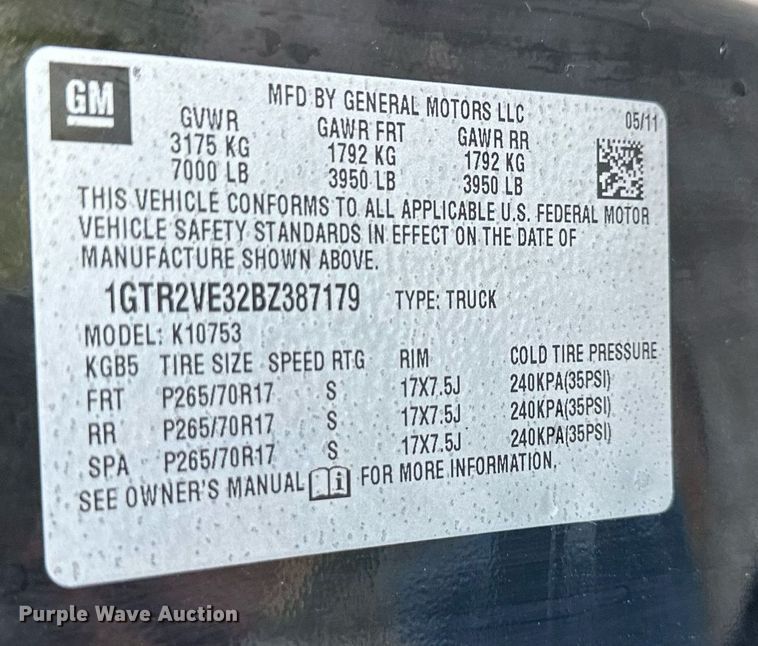 GM
MFD BY GENERAL MOTORS LLC 05/11
GVWR GAWR FRT GAWR RR
3175 KG 1792 KG 1792 KG
7000 LB 3950 LB 3950 LB
THIS VEHICLE CONFORMS TO ALL APPLICABLE U.S. FEDERAL MOTOR
VEHICLE SAFETY STANDARDS IN EFFECT ON THE DATE OF
MANUFACTURE SHOWN ABOVE.
1GTR2VE32BZ387179 TYPE: TRUCK
MODEL: K10753
KGB5 TIRE SIZE SPEED RTG RIM COLD TIRE PRESSURE
FRT P265/70R17 S 17X7.5J 240KPA(35PSI)
RR P265/70R17 S 17X7.5J 240KPA(35PSI)
SPA P265/70R17 S 17X7.5J 240KPA(35PSI)
SEE OWNER'S MANUAL FOR MORE INFORMATION.
Purple Wave Auction